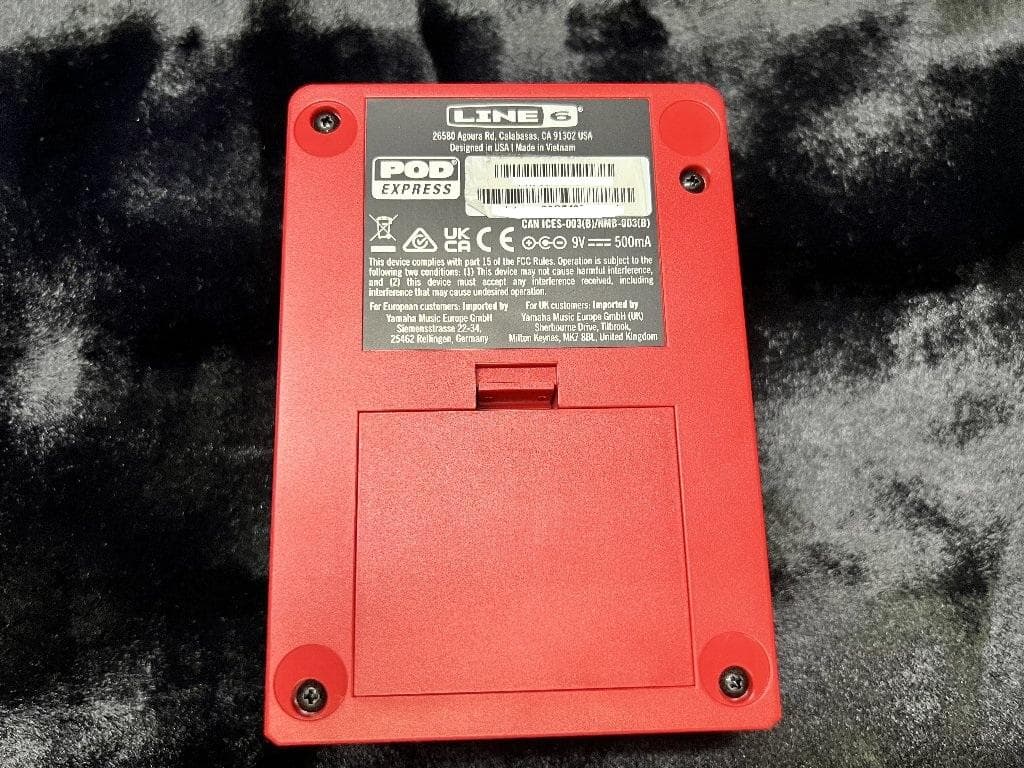 LINE 6
26580 Agoura Rd, Calabasas, CA 91302 USA
Designed in USA | Made in Vietnam
POD®
EXPRESS
CAN ICES-003(B)/NMB-003(B)
UK
CA CE 9V 500mA
This device complies with part 15 of the FCC Rules. Operation is subject to the
following two conditions: (1) This device may not cause harmful interference,
and (2) this device must accept any interference received, including
interference that may cause undesired operation.
For European customers: Imported by
Yamaha Music Europe GmbH
Siemensstrasse 22-34,
25462 Rellingen, Germany
For UK customers: Imported by
Yamaha Music Europe GmbH (UK)
Sherbourne Drive, Tilbrook,
Milton Keynes, MK7 8BL, United Kingdom